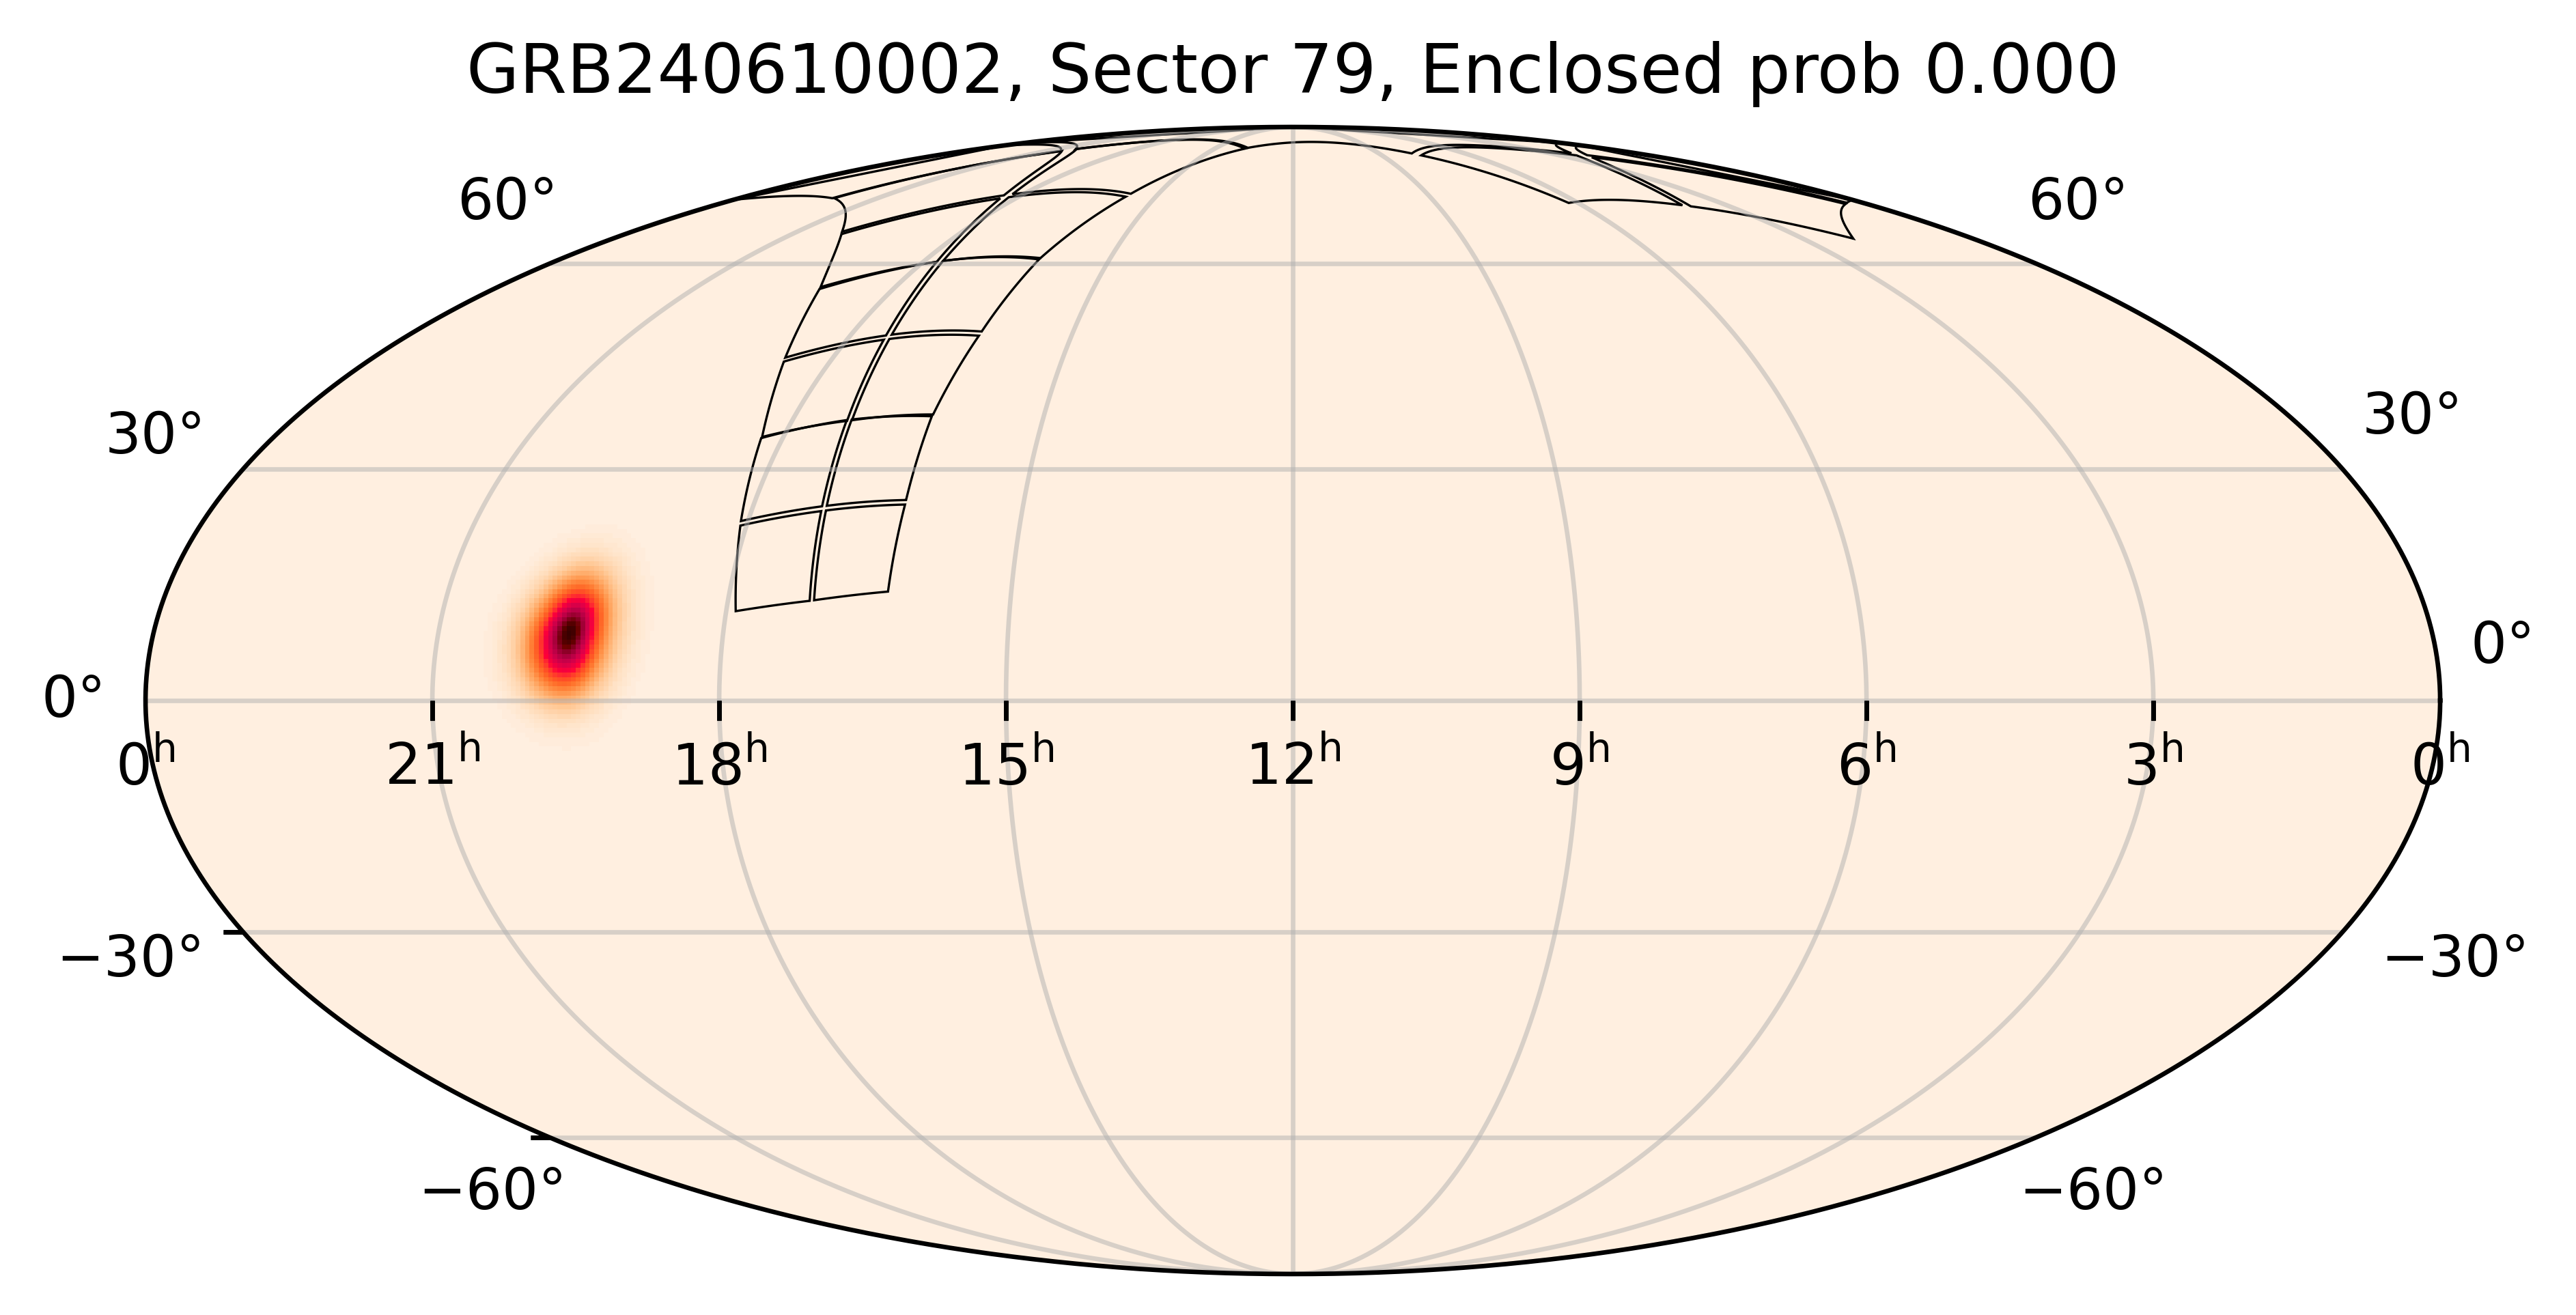 GRB240610002, Sector 79, Enclosed prob 0.000
60° 60°
30° 30°
0° 0°
0ʰ 21ʰ 18ʰ 15ʰ 12ʰ 9ʰ 6ʰ 3ʰ 0ʰ
−30° −30°
−60° −60°